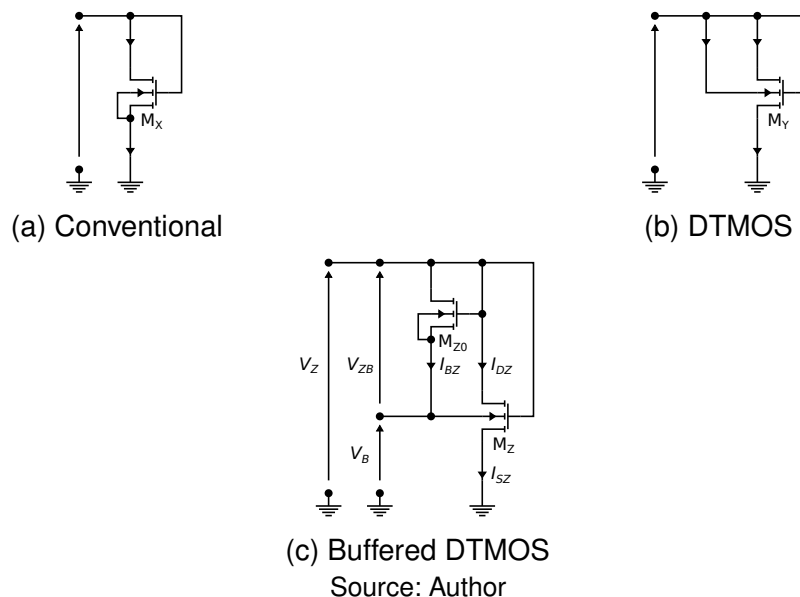 M_X
M_Y
(a) Conventional
(b) DTMOS
M_Z0
V_Z
V_ZB
I_BZ
I_DZ
M_Z
V_B
I_SZ
(c) Buffered DTMOS
Source: Author